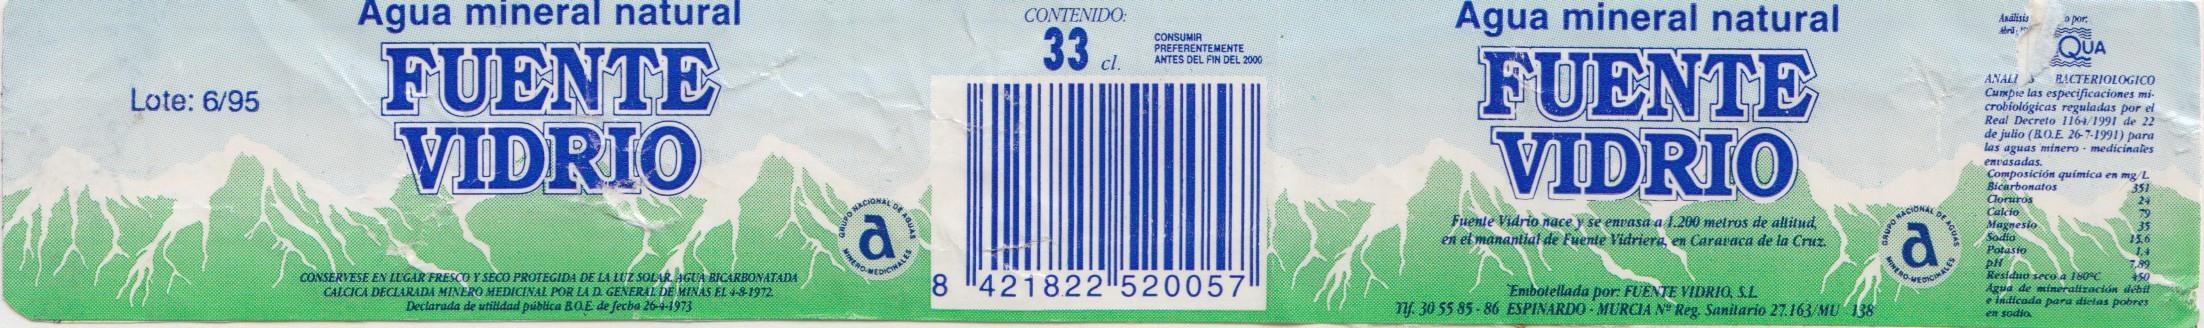 Agua mineral natural
FUENTE
VIDRIO
Lote: 6/95
GRUPO NACIONAL DE AGUAS
MINERO-MEDICINALES
a
CONSERVESE EN LUGAR FRESCO Y SECO PROTEGIDA DE LA LUZ SOLAR, AGUA BICARBONATADA
CALCICA DECLARADA MINERO MEDICINAL POR LA D. GENERAL DE MINAS EL 4-8-1972.
Declarada de utilidad pública B.O.E. de fecha 26-4-1973
CONTENIDO:
33 cl.
CONSUMIR
PREFERENTEMENTE
ANTES DEL FIN DEL 2000
8 421822 520057
Agua mineral natural
FUENTE
VIDRIO
Fuente Vidrio nace y se envasa a 1.200 metros de altitud,
en el manantial de Fuente Vidriera, en Caravaca de la Cruz.
GRUPO NACIONAL DE AGUAS
MINERO-MEDICINALES
a
Embotellada por: FUENTE VIDRIO, S.L.
Tlf. 30 55 85 - 86 ESPINARDO - MURCIA Nº Reg. Sanitario 27.163/MU 138
Análisis o por:
Abril
QUA
BACTERIOLOGICO
Cumple las especificaciones mi-
crobiológicas reguladas por el
Real Decreto 1164/1991 de 22
de julio (B.O.E. 26-7-1991) para
las aguas minero - medicinales
envasadas.
Composición química en mg/L
Bicarbonatos 351
Cloruros 24
Calcio 79
Magnesio 35
Sodio 15,6
Potasio 1,4
pH 7,89
Residuo seco a 180ºC 450
Agua de mineralización débil
e indicada para dietas pobres
en sodio.